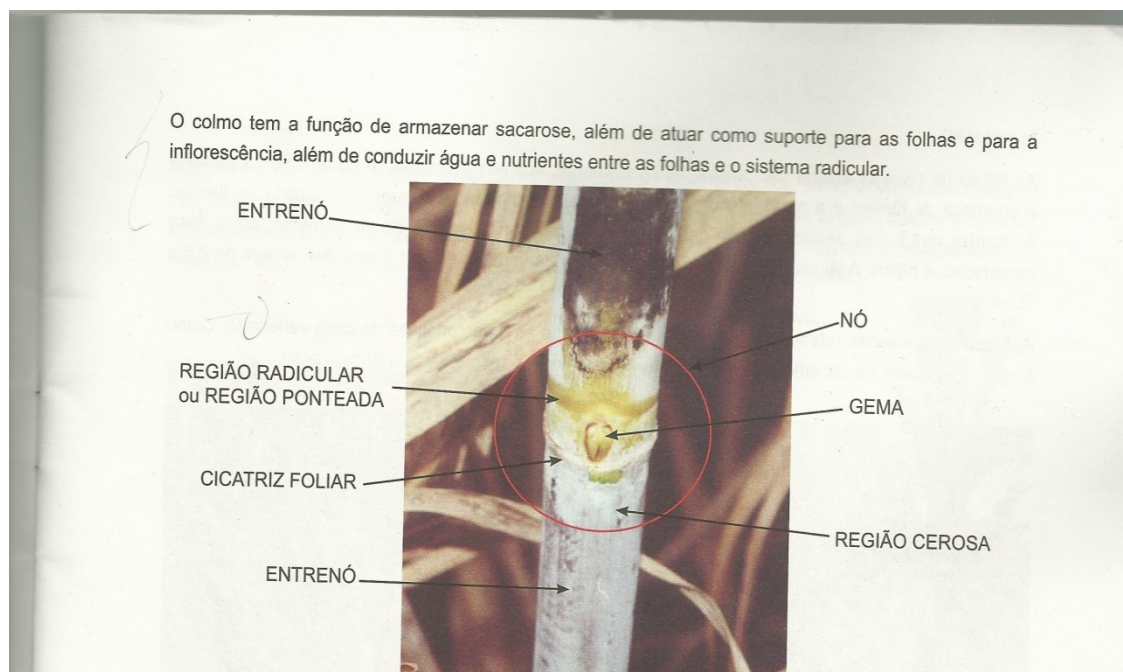 O colmo tem a função de armazenar sacarose, além de atuar como suporte para as folhas e para a
inflorescência, além de conduzir água e nutrientes entre as folhas e o sistema radicular.
ENTRENÓ
NÓ
REGIÃO RADICULAR
ou REGIÃO PONTEADA
GEMA
CICATRIZ FOLIAR
REGIÃO CEROSA
ENTRENÓ